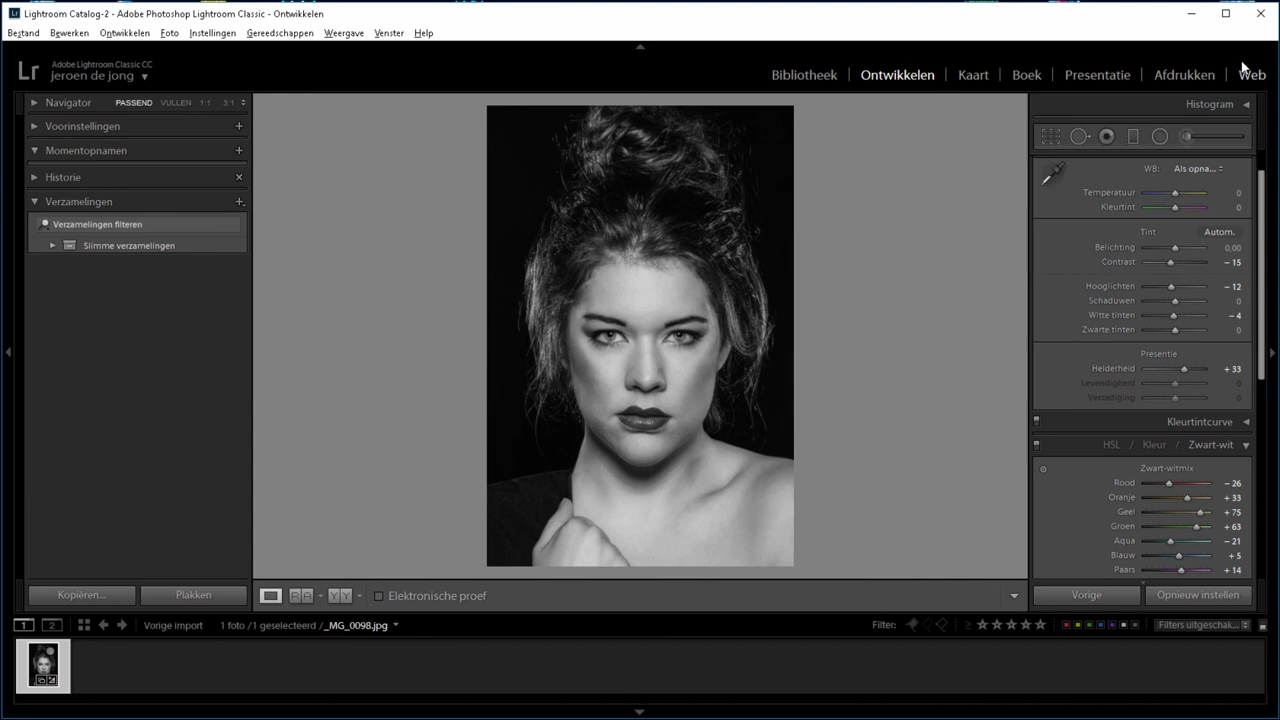 Lightroom Catalog-2 - Adobe Photoshop Lightroom Classic - Ontwikkelen
Bestand Bewerken Ontwikkelen Foto Instellingen Gereedschappen Weergave Venster Help
Lr Adobe Lightroom Classic CC
jeroen de jong
Bibliotheek Ontwikkelen Kaart Boek Presentatie Afdrukken Web
Navigator PASSEND VULLEN 1:1 3:1
Voorinstellingen
Momentopnamen
Historie
Verzamelingen
Verzamelingen filteren
Slimme verzamelingen
Kopiëren... Plakken
Histogram
WB: Als opna...
Temperatuur 0
Kleurtint 0
Tint Autom.
Belichting 0,00
Contrast - 15
Hooglichten - 12
Schaduwen 0
Witte tinten - 4
Zwarte tinten 0
Presentie
Helderheid + 33
Levendigheid 0
Verzadiging 0
Kleurtintcurve
HSL / Kleur / Zwart-wit
Zwart-witmix
Rood - 26
Oranje + 33
Geel + 75
Groen + 63
Aqua - 21
Blauw + 5
Paars + 14
Vorige Opnieuw instellen
R A Y Y Elektronische proef
1 2 Vorige import 1 foto /1 geselecteerd /_MG_0098.jpg
Filter: ≥ Filters uitgeschak...